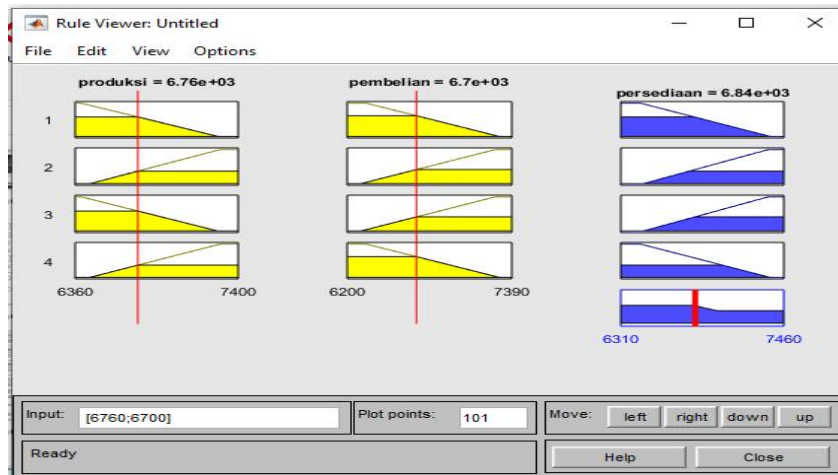 Rule Viewer: Untitled
File Edit View Options
produksi = 6.76e+03 pembelian = 6.7e+03 persediaan = 6.84e+03
1
2
3
4
6360 7400 6200 7390
6310 7460
Input: [6760;6700] Plot points: 101 Move: left right down up
Ready Help Close